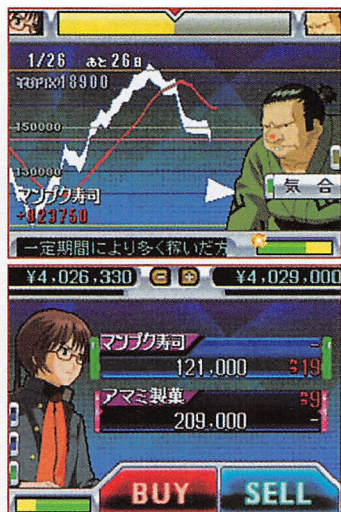 1/26 あと26日
18900
150000
130000
マンプク寿司
+823750
気合
一定期間により多く稼いだ方
¥4,026,330
¥4,029,000
マンプク寿司
-
121,000
19
アマミ製菓
9
209,000
-
BUY
SELL